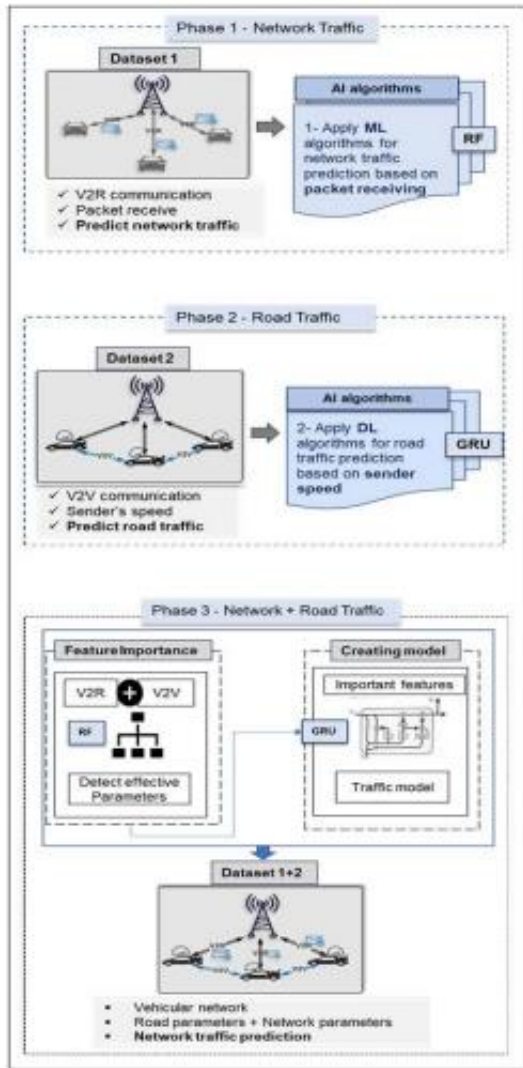 Phase 1 - Network Traffic
Dataset 1
✓ V2R communication
✓ Packet receive
✓ Predict network traffic
AI algorithms
1- Apply ML
algorithms for
network traffic
prediction based on
packet receiving
RF
Phase 2 - Road Traffic
Dataset 2
✓ V2V communication
✓ Sender's speed
✓ Predict road traffic
AI algorithms
2- Apply DL
algorithms for road
traffic prediction
based on sender
speed
GRU
Phase 3 - Network + Road Traffic
Feature Importance
V2R + V2V
RF
Detect effective
Parameters
Creating model
Important features
GRU
Traffic model
Dataset 1+2
▪ Vehicular network
▪ Road parameters + Network parameters
▪ Network traffic prediction